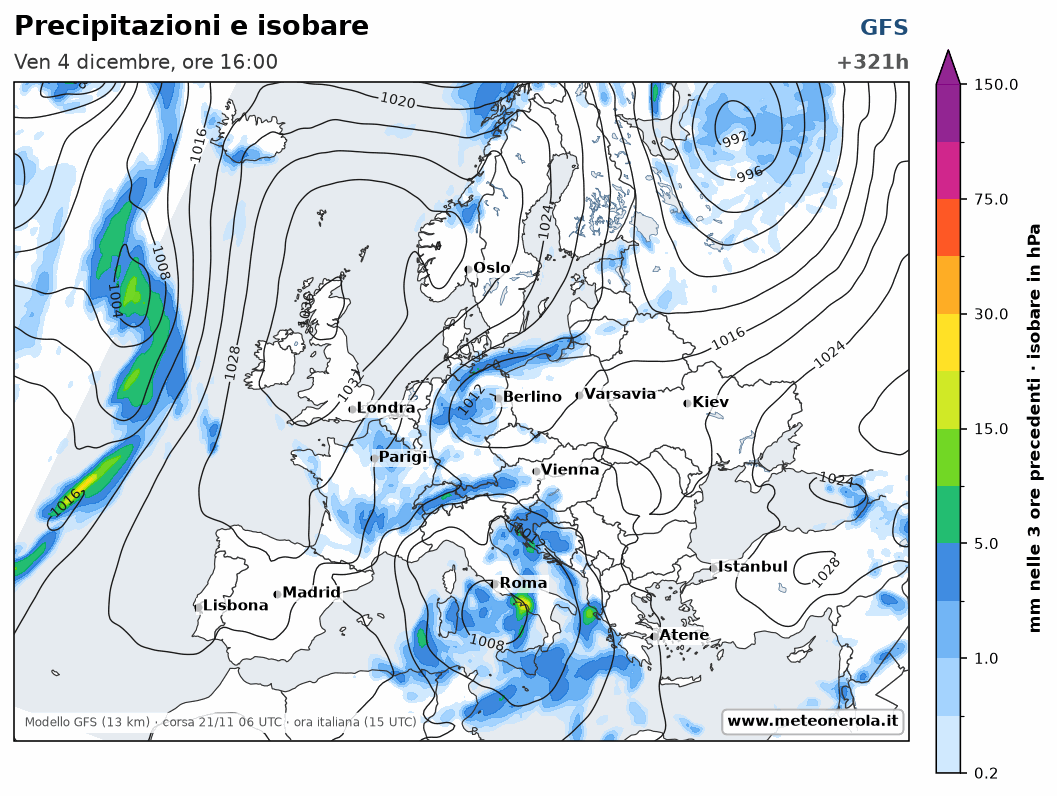 Precipitazioni e isobare
GFS
Ven 4 dicembre, ore 16:00
+321h
1020
1016
992
996
1024
1008
1004
1036
1028
1032
1016
1024
1012
1016
1024
1028
1008
Oslo
Londra
Berlino
Varsavia
Kiev
Parigi
Vienna
Istanbul
Roma
Madrid
Lisbona
Atene
Modello GFS (13 km) · corsa 21/11 06 UTC · ora italiana (15 UTC)
www.meteonerola.it
150.0
75.0
30.0
15.0
5.0
1.0
0.2
mm nelle 3 ore precedenti · isobare in hPa